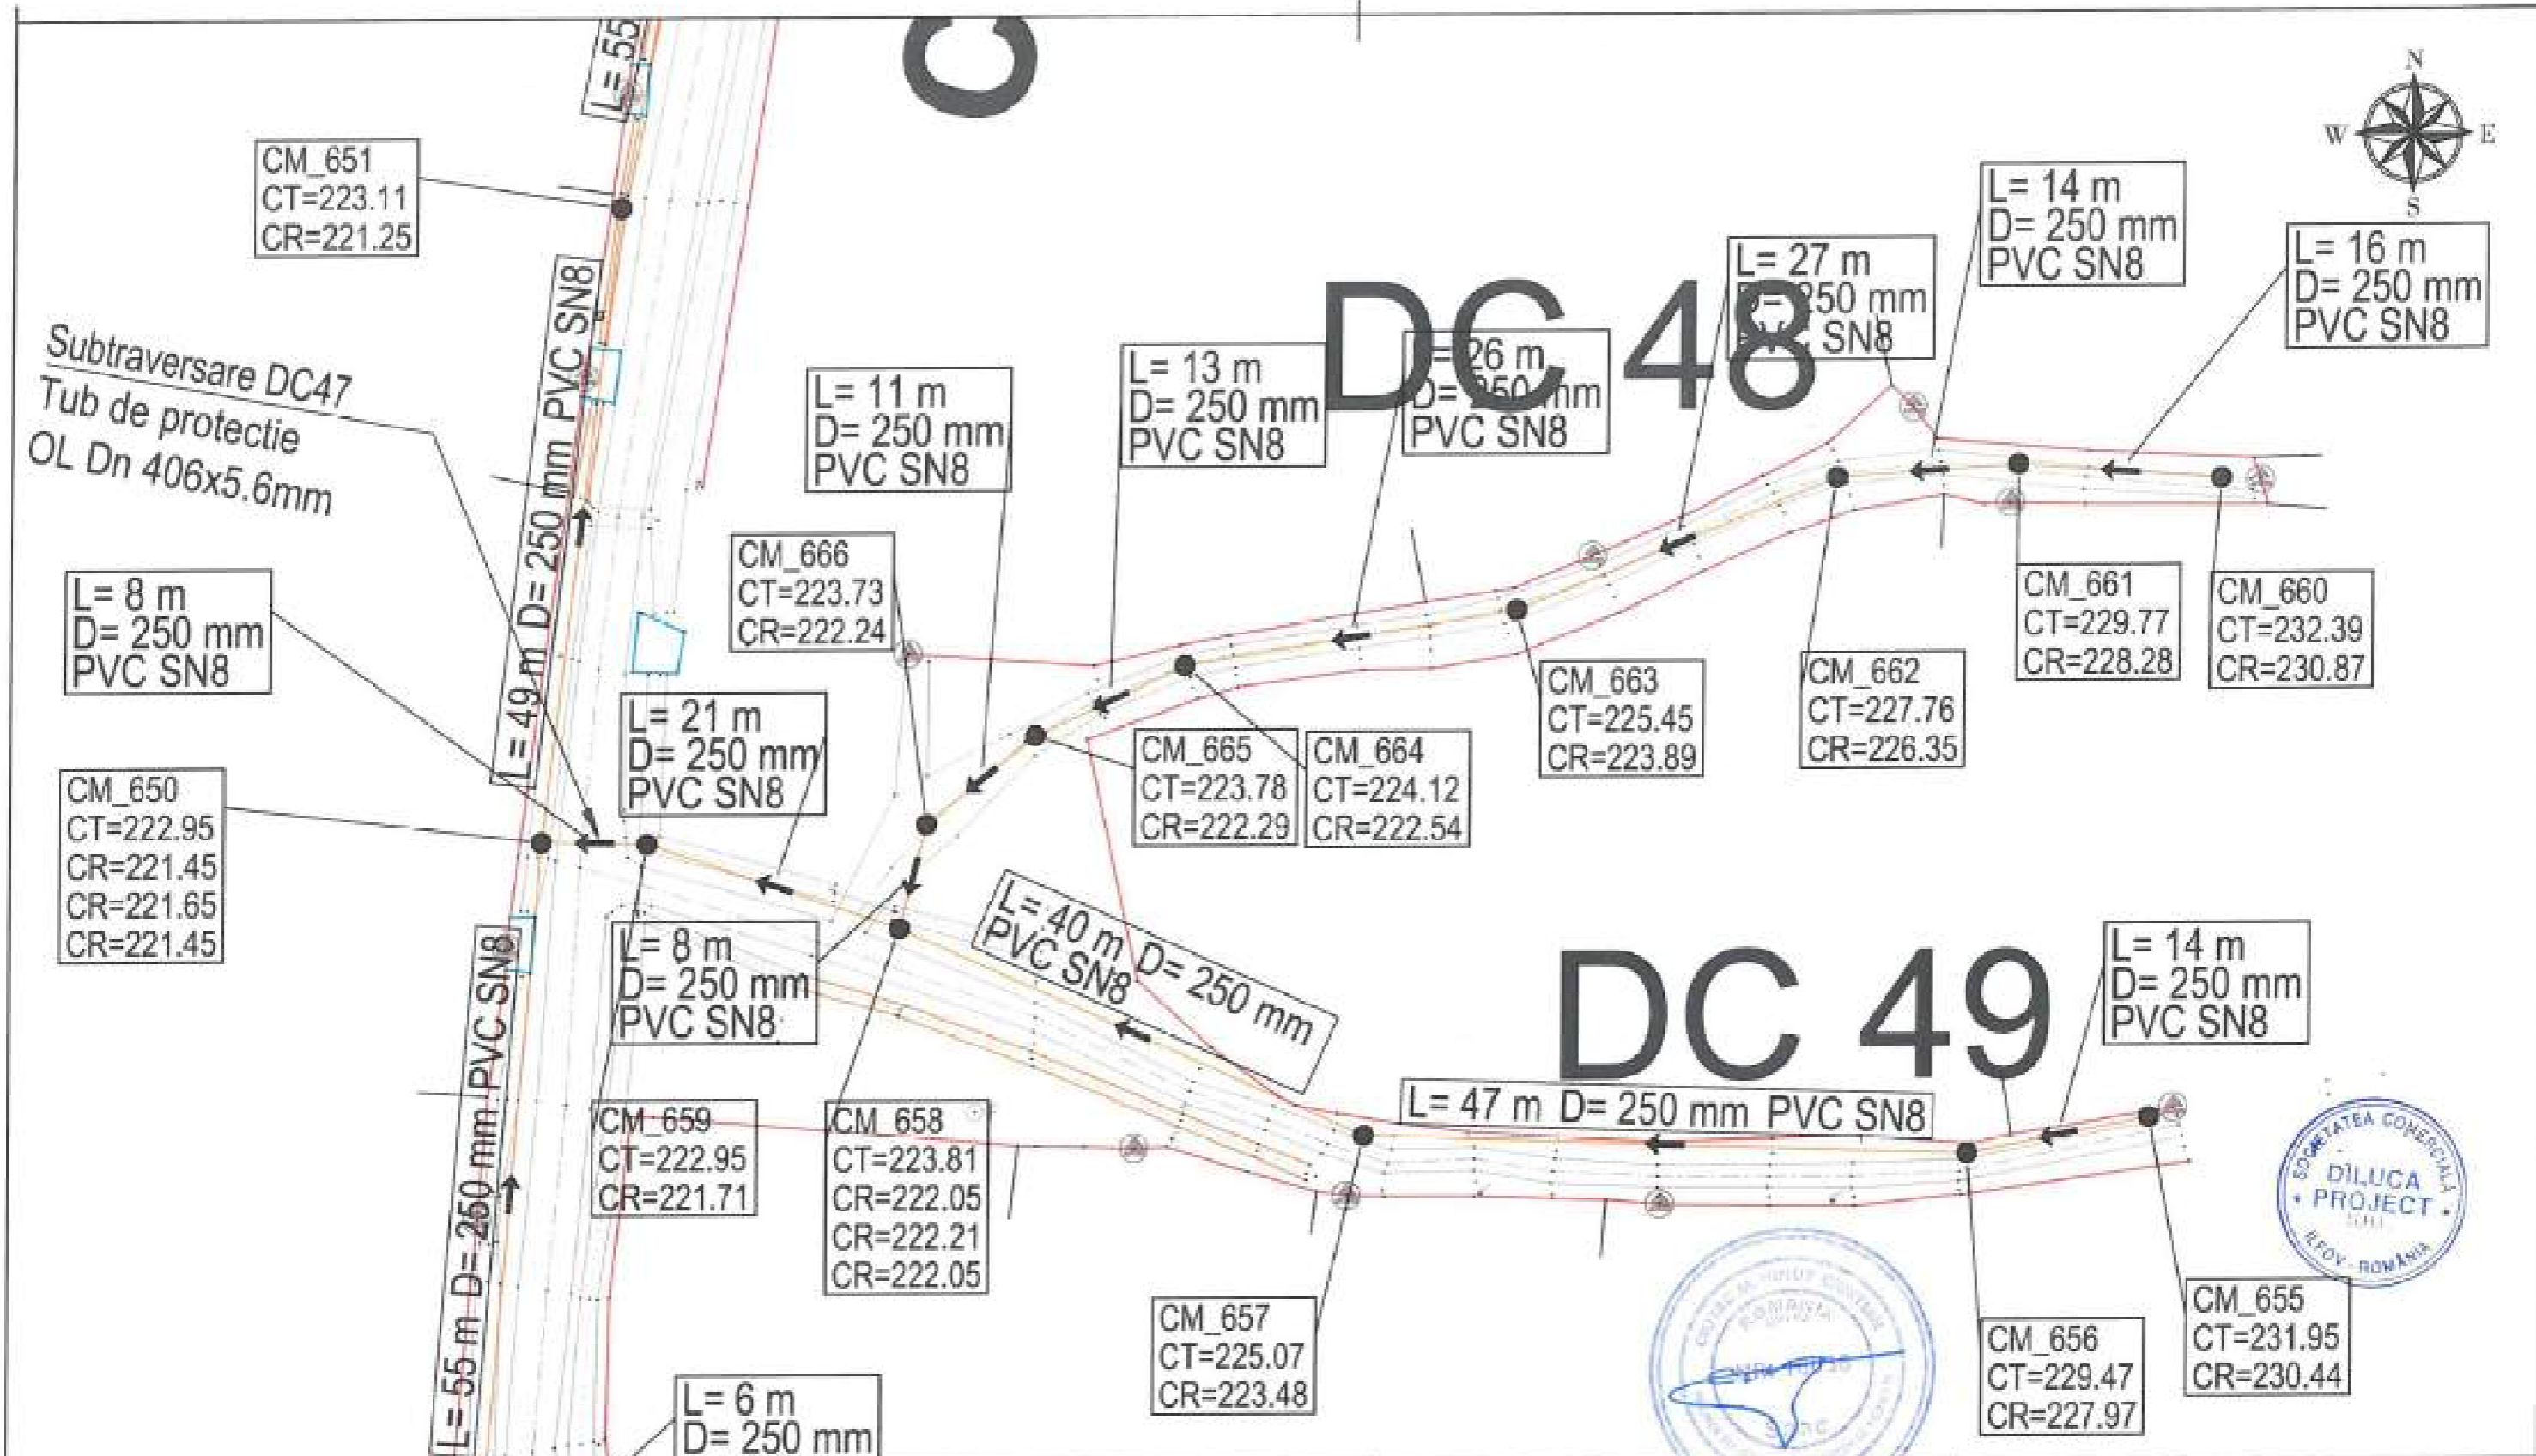 L= 55
C
N
W
E
S
CM_651
CT=223.11
CR=221.25
L= 14 m
D= 250 mm
PVC SN8
L= 16 m
D= 250 mm
PVC SN8
L= 27 m
D= 250 mm
PVC SN8
DC 48
Subtraversare DC47
Tub de protectie
OL Dn 406x5.6mm
L= 49 m D= 250 mm PVC SN8
L= 11 m
D= 250 mm
PVC SN8
L= 13 m
D= 250 mm
PVC SN8
L= 26 m
D= 250 mm
PVC SN8
CM_666
CT=223.73
CR=222.24
L= 8 m
D= 250 mm
PVC SN8
CM_661
CT=229.77
CR=228.28
CM_660
CT=232.39
CR=230.87
CM_663
CT=225.45
CR=223.89
CM_662
CT=227.76
CR=226.35
L= 21 m
D= 250 mm
PVC SN8
CM_665
CT=223.78
CR=222.29
CM_664
CT=224.12
CR=222.54
CM_650
CT=222.95
CR=221.45
CR=221.65
CR=221.45
L= 40 m D= 250 mm
PVC SN8
L= 8 m
D= 250 mm
PVC SN8
DC 49
L= 14 m
D= 250 mm
PVC SN8
L= 55 m D= 250 mm PVC SN8
L= 47 m D= 250 mm PVC SN8
CM_659
CT=222.95
CR=221.71
CM_658
CT=223.81
CR=222.05
CR=222.21
CR=222.05
SOCIETATEA COMERCIALĂ
DILUCA
PROJECT
ILFOV - ROMÂNIA
CM_657
CT=225.07
CR=223.48
ROMANIA
CM_656
CT=229.47
CR=227.97
CM_655
CT=231.95
CR=230.44
L= 6 m
D= 250 mm